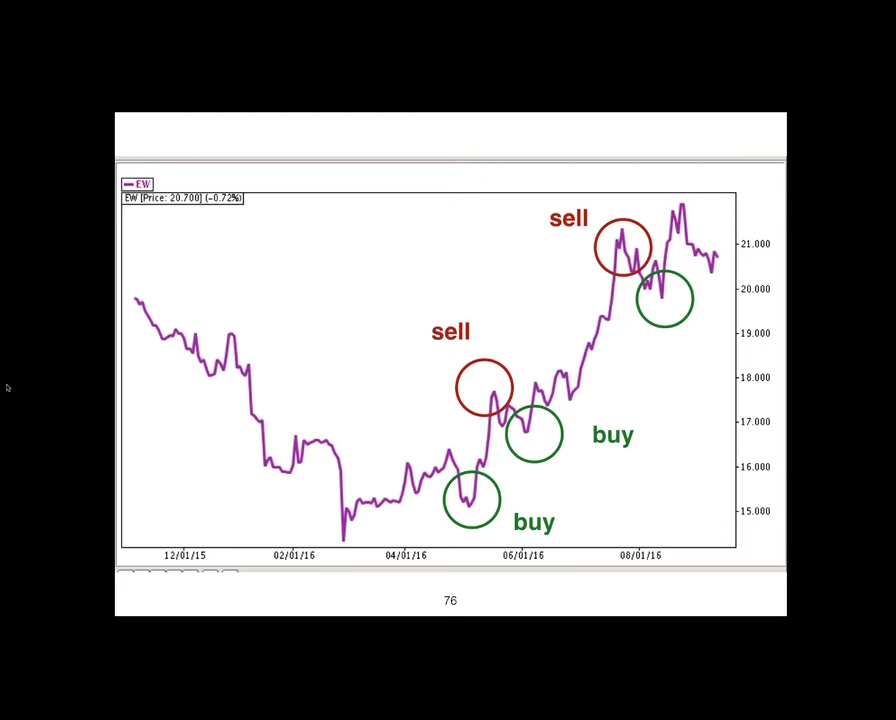 EW
EW [Price: 20.700] (-0.72%)
sell
21.000
20.000
sell
19.000
18.000
17.000
buy
16.000
15.000
buy
12/01/15 02/01/16 04/01/16 06/01/16 08/01/16
76